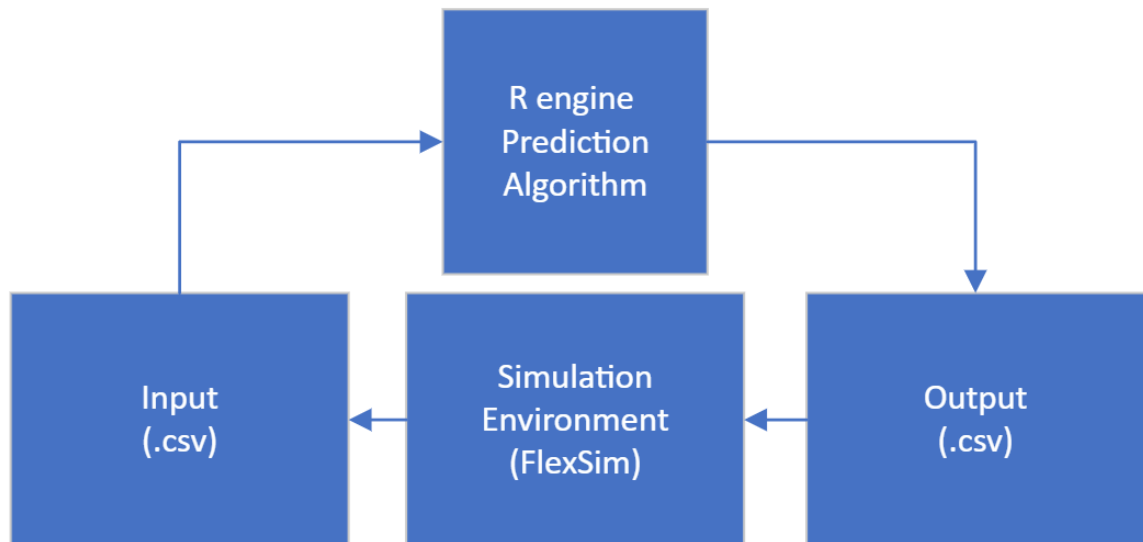 R engine
Prediction
Algorithm
Input
(.csv)
Simulation
Environment
(FlexSim)
Output
(.csv)